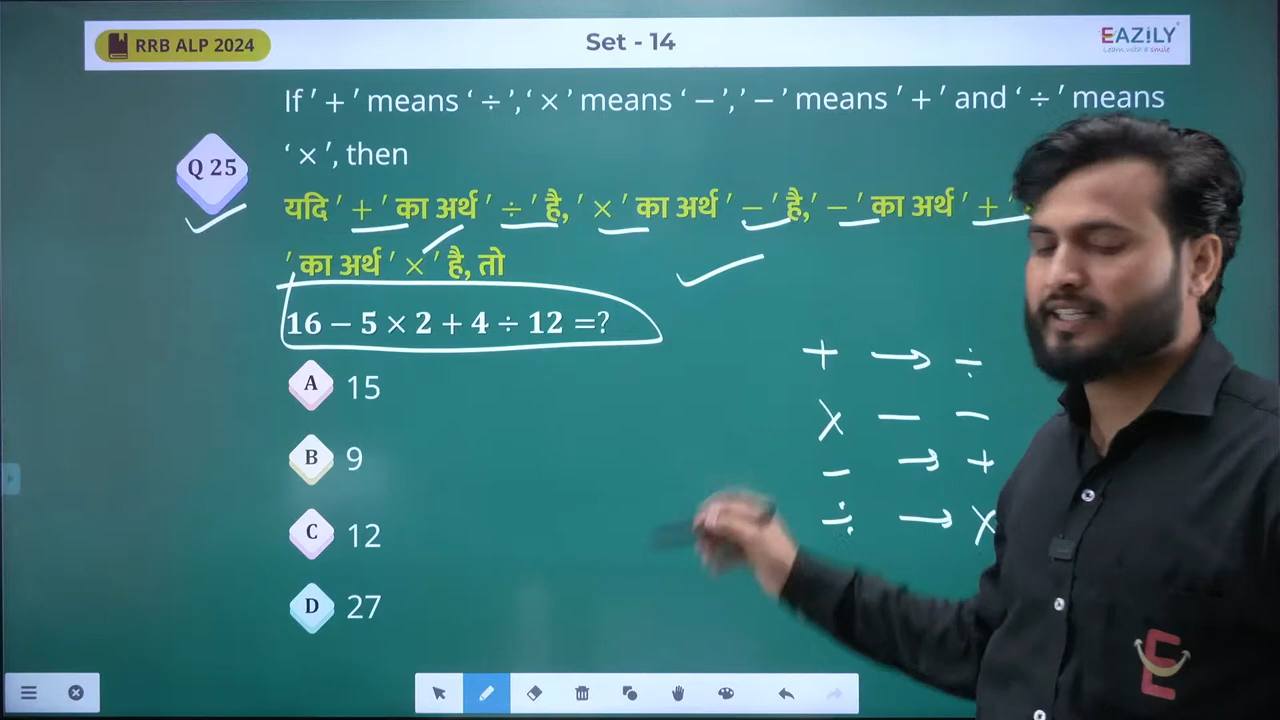 RRB ALP 2024
Set - 14
EAZILY
Learn with a smile
If ' + ' means ' ÷ ', ' × ' means ' − ', ' − ' means ' + ' and ' ÷ ' means
Q 25
' × ', then
यदि ' + ' का अर्थ ' ÷ ' है, ' × ' का अर्थ ' − ' है, ' − ' का अर्थ ' + '
' का अर्थ ' × ' है, तो
16 − 5 × 2 + 4 ÷ 12 =?
A 15
B 9
C 12
D 27
+ → ÷
× — −
− → +
÷ → ×